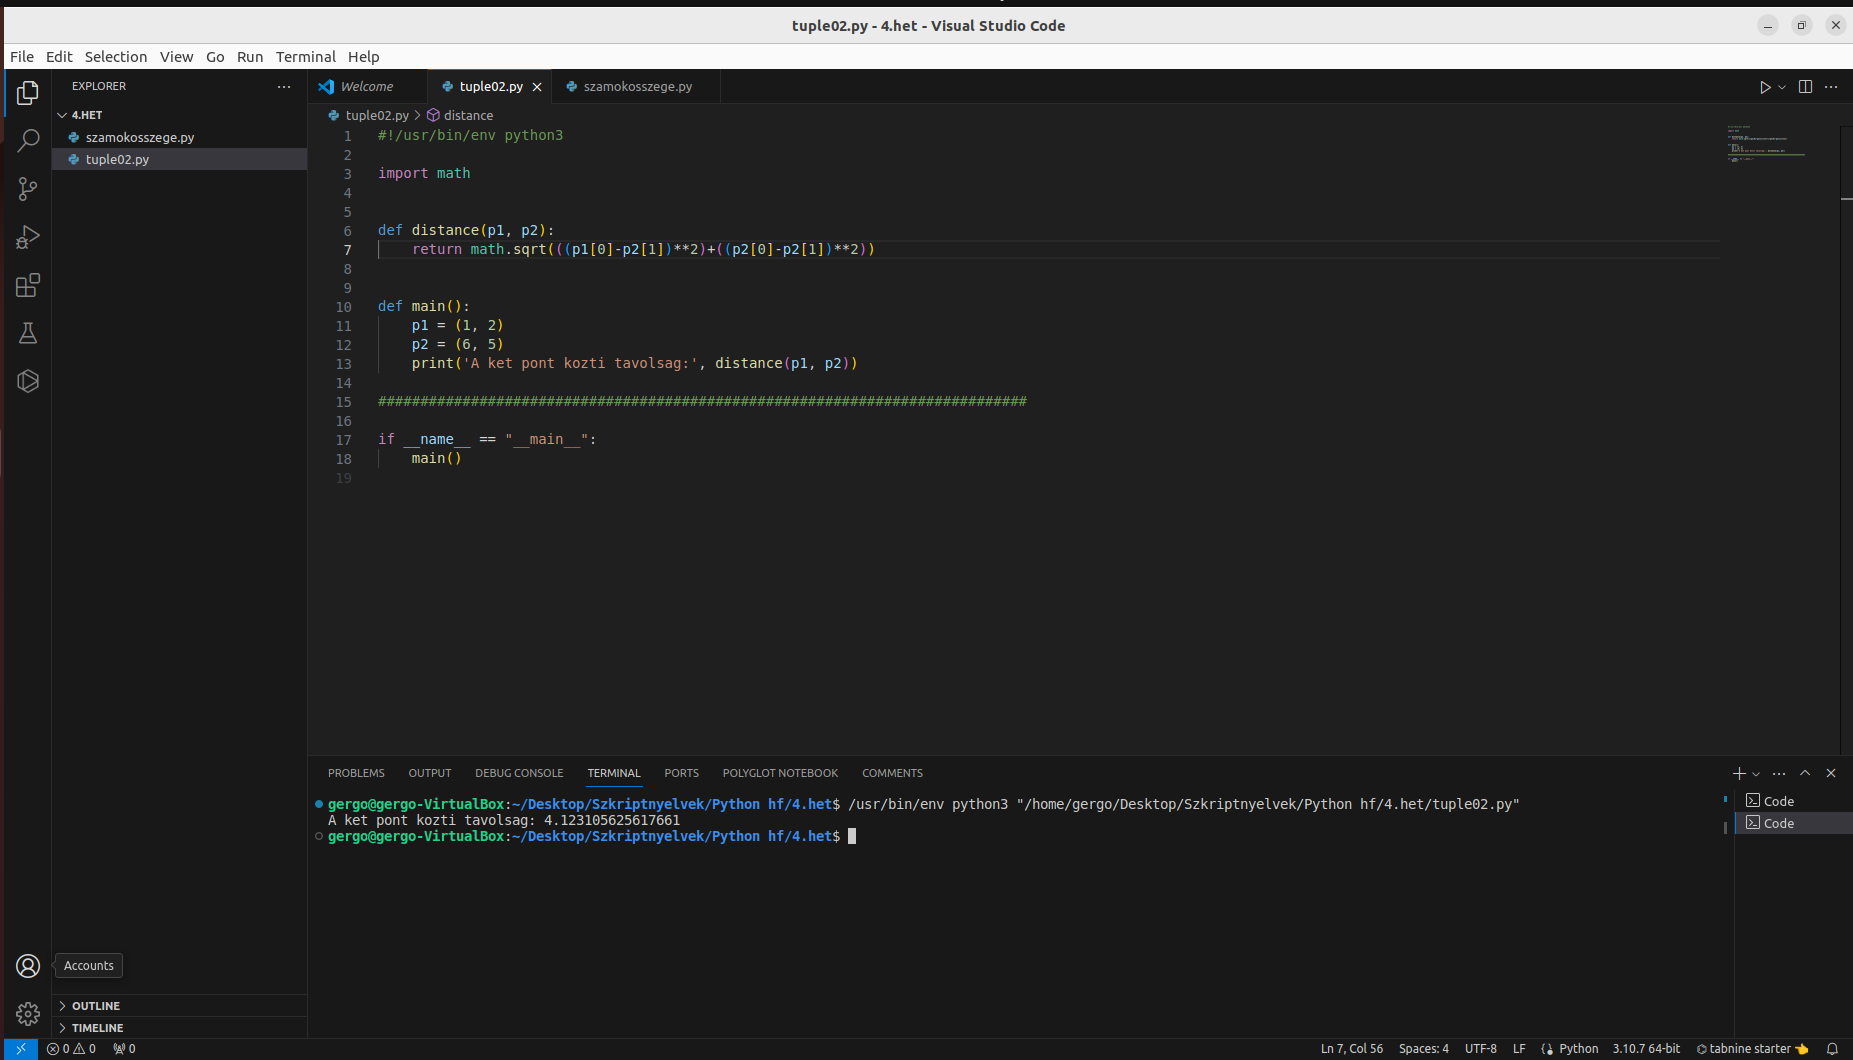 tuple02.py - 4.het - Visual Studio Code
File Edit Selection View Go Run Terminal Help
EXPLORER
4.HET
szamokosszege.py
tuple02.py
Welcome
tuple02.py
szamokosszege.py
tuple02.py > distance
1 #!/usr/bin/env python3
2
3 import math
4
5
6 def distance(p1, p2):
7 return math.sqrt(((p1[0]-p2[1])**2)+((p2[0]-p2[1])**2))
8
9
10 def main():
11 p1 = (1, 2)
12 p2 = (6, 5)
13 print('A ket pont kozti tavolsag:', distance(p1, p2))
14
15 #############################################################################
16
17 if __name__ == "__main__":
18 main()
19
PROBLEMS OUTPUT DEBUG CONSOLE TERMINAL PORTS POLYGLOT NOTEBOOK COMMENTS
gergo@gergo-VirtualBox:~/Desktop/Szkriptnyelvek/Python hf/4.het$ /usr/bin/env python3 "/home/gergo/Desktop/Szkriptnyelvek/Python hf/4.het/tuple02.py"
A ket pont kozti tavolsag: 4.123105625617661
gergo@gergo-VirtualBox:~/Desktop/Szkriptnyelvek/Python hf/4.het$
Code
Code
Accounts
OUTLINE
TIMELINE
0 0 0
Ln 7, Col 56 Spaces: 4 UTF-8 LF Python 3.10.7 64-bit tabnine starter